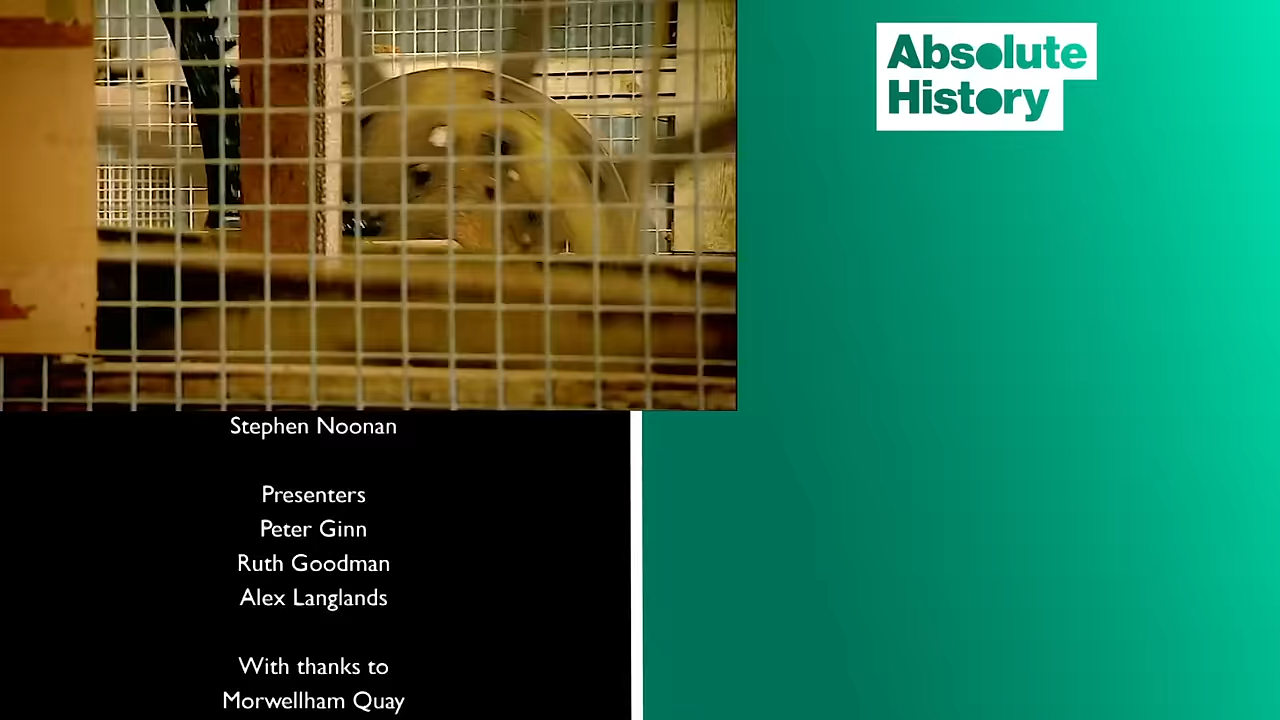 Absolute
History
Stephen Noonan
Presenters
Peter Ginn
Ruth Goodman
Alex Langlands
With thanks to
Morwellham Quay